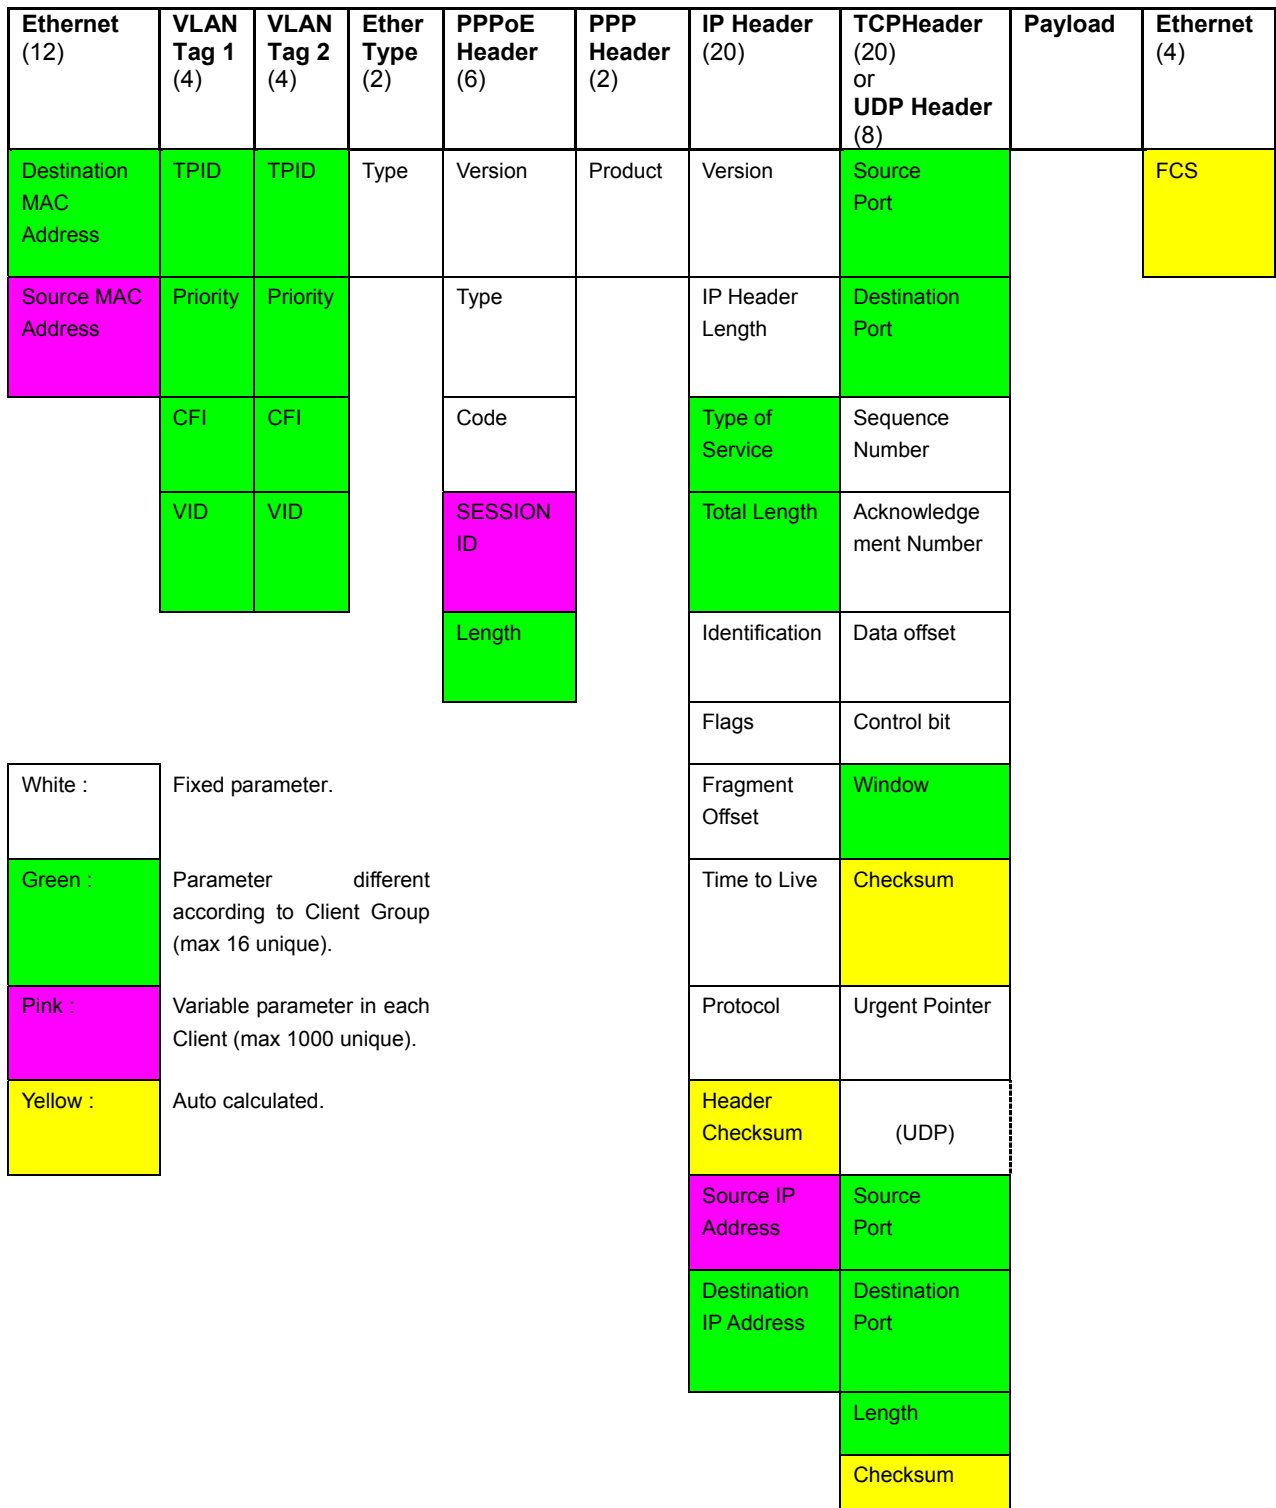 Ethernet
(12)
VLAN
Tag 1
(4)
VLAN
Tag 2
(4)
Ether
Type
(2)
PPPoE
Header
(6)
PPP
Header
(2)
IP Header
(20)
TCPHeader
(20)
or
UDP Header
(8)
Payload
Ethernet
(4)
Destination
MAC
Address
TPID
TPID
Type
Version
Product
Version
Source
Port
FCS
Source MAC
Address
Priority
Priority
Type
IP Header
Length
Destination
Port
CFI
CFI
Code
Type of
Service
Sequence
Number
VID
VID
SESSION
ID
Total Length
Acknowledge
ment Number
Length
Identification
Data offset
Flags
Control bit
White :
Fixed parameter.
Fragment
Offset
Window
Green :
Parameter different
according to Client Group
(max 16 unique).
Time to Live
Checksum
Pink :
Variable parameter in each
Client (max 1000 unique).
Protocol
Urgent Pointer
Yellow :
Auto calculated.
Header
Checksum
(UDP)
Source IP
Address
Source
Port
Destination
IP Address
Destination
Port
Length
Checksum